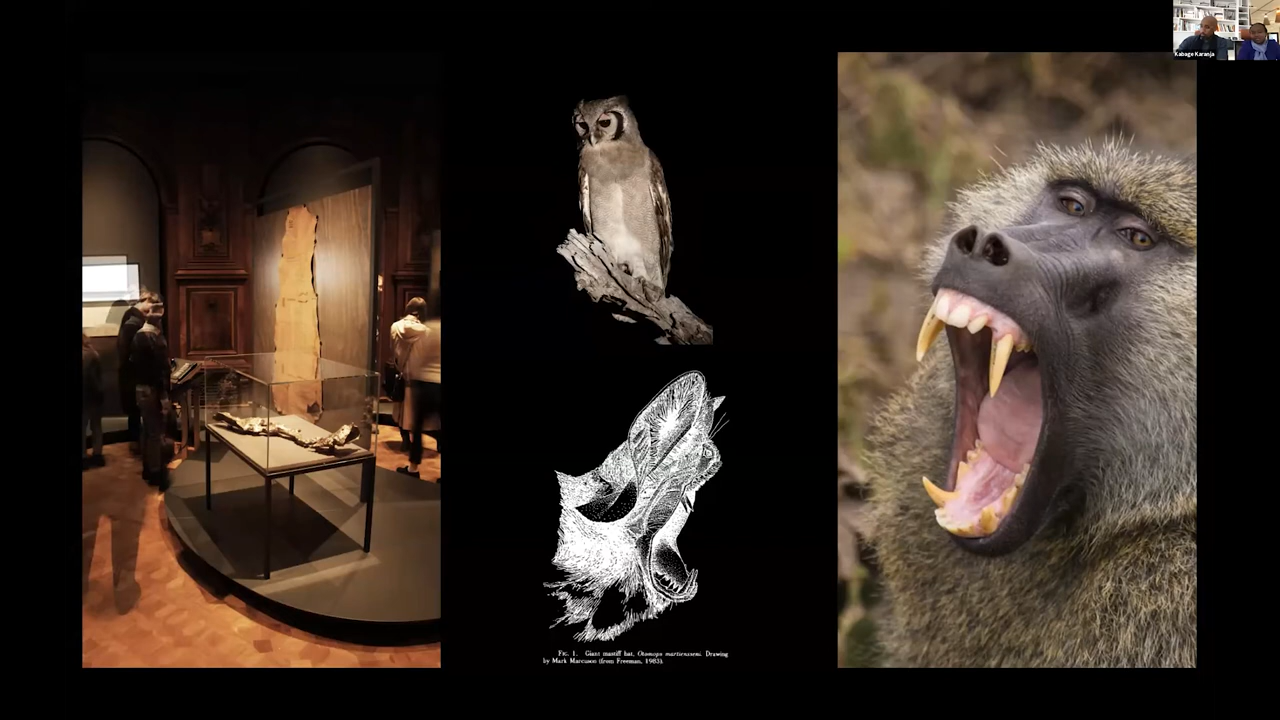 Kabage Karanja
FIG. 1. Giant mastiff bat, Otomops martiensseni. Drawing
by Mark Marcuson (from Freeman, 1983).